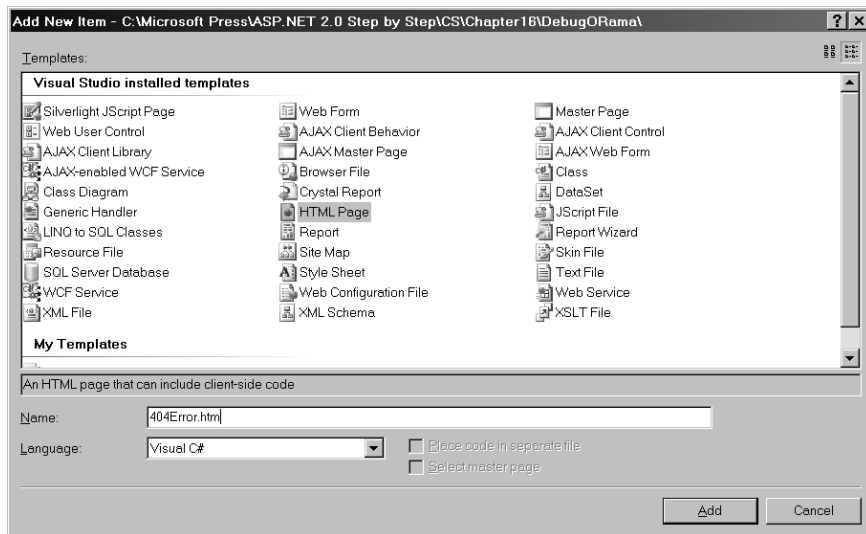 Add New Item - C:\Microsoft Press\ASP.NET 2.0 Step by Step\CS\Chapter16\DebugORama\
Templates:
Visual Studio installed templates
Silverlight JScript Page Web Form Master Page
Web User Control AJAX Client Behavior AJAX Client Control
AJAX Client Library AJAX Master Page AJAX Web Form
AJAX-enabled WCF Service Browser File Class
Class Diagram Crystal Report DataSet
Generic Handler HTML Page JScript File
LINQ to SQL Classes Report Report Wizard
Resource File Site Map Skin File
SQL Server Database Style Sheet Text File
WCF Service Web Configuration File Web Service
XML File XML Schema XSLT File
My Templates
An HTML page that can include client-side code
Name: 404Error.htm
Language: Visual C# Place code in separate file
Select master page
Add Cancel